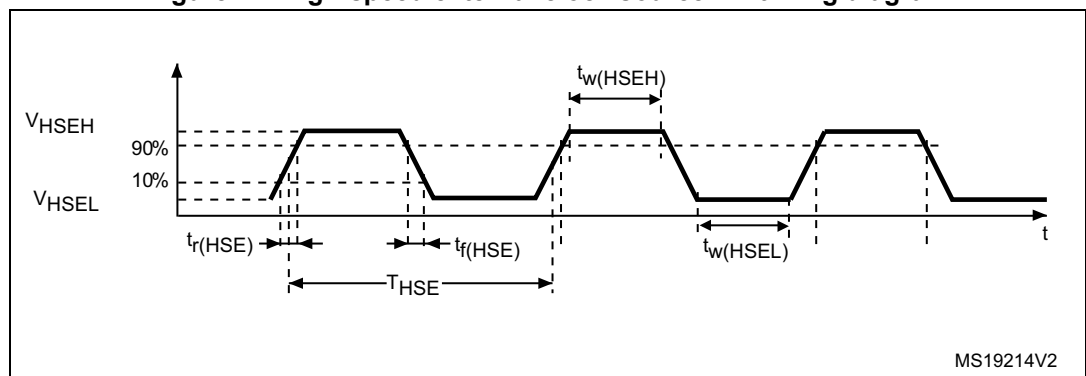 tw(HSEH)
VHSEH
90%
10%
VHSEL
tr(HSE)
tf(HSE)
tw(HSEL)
t
THSE
MS19214V2